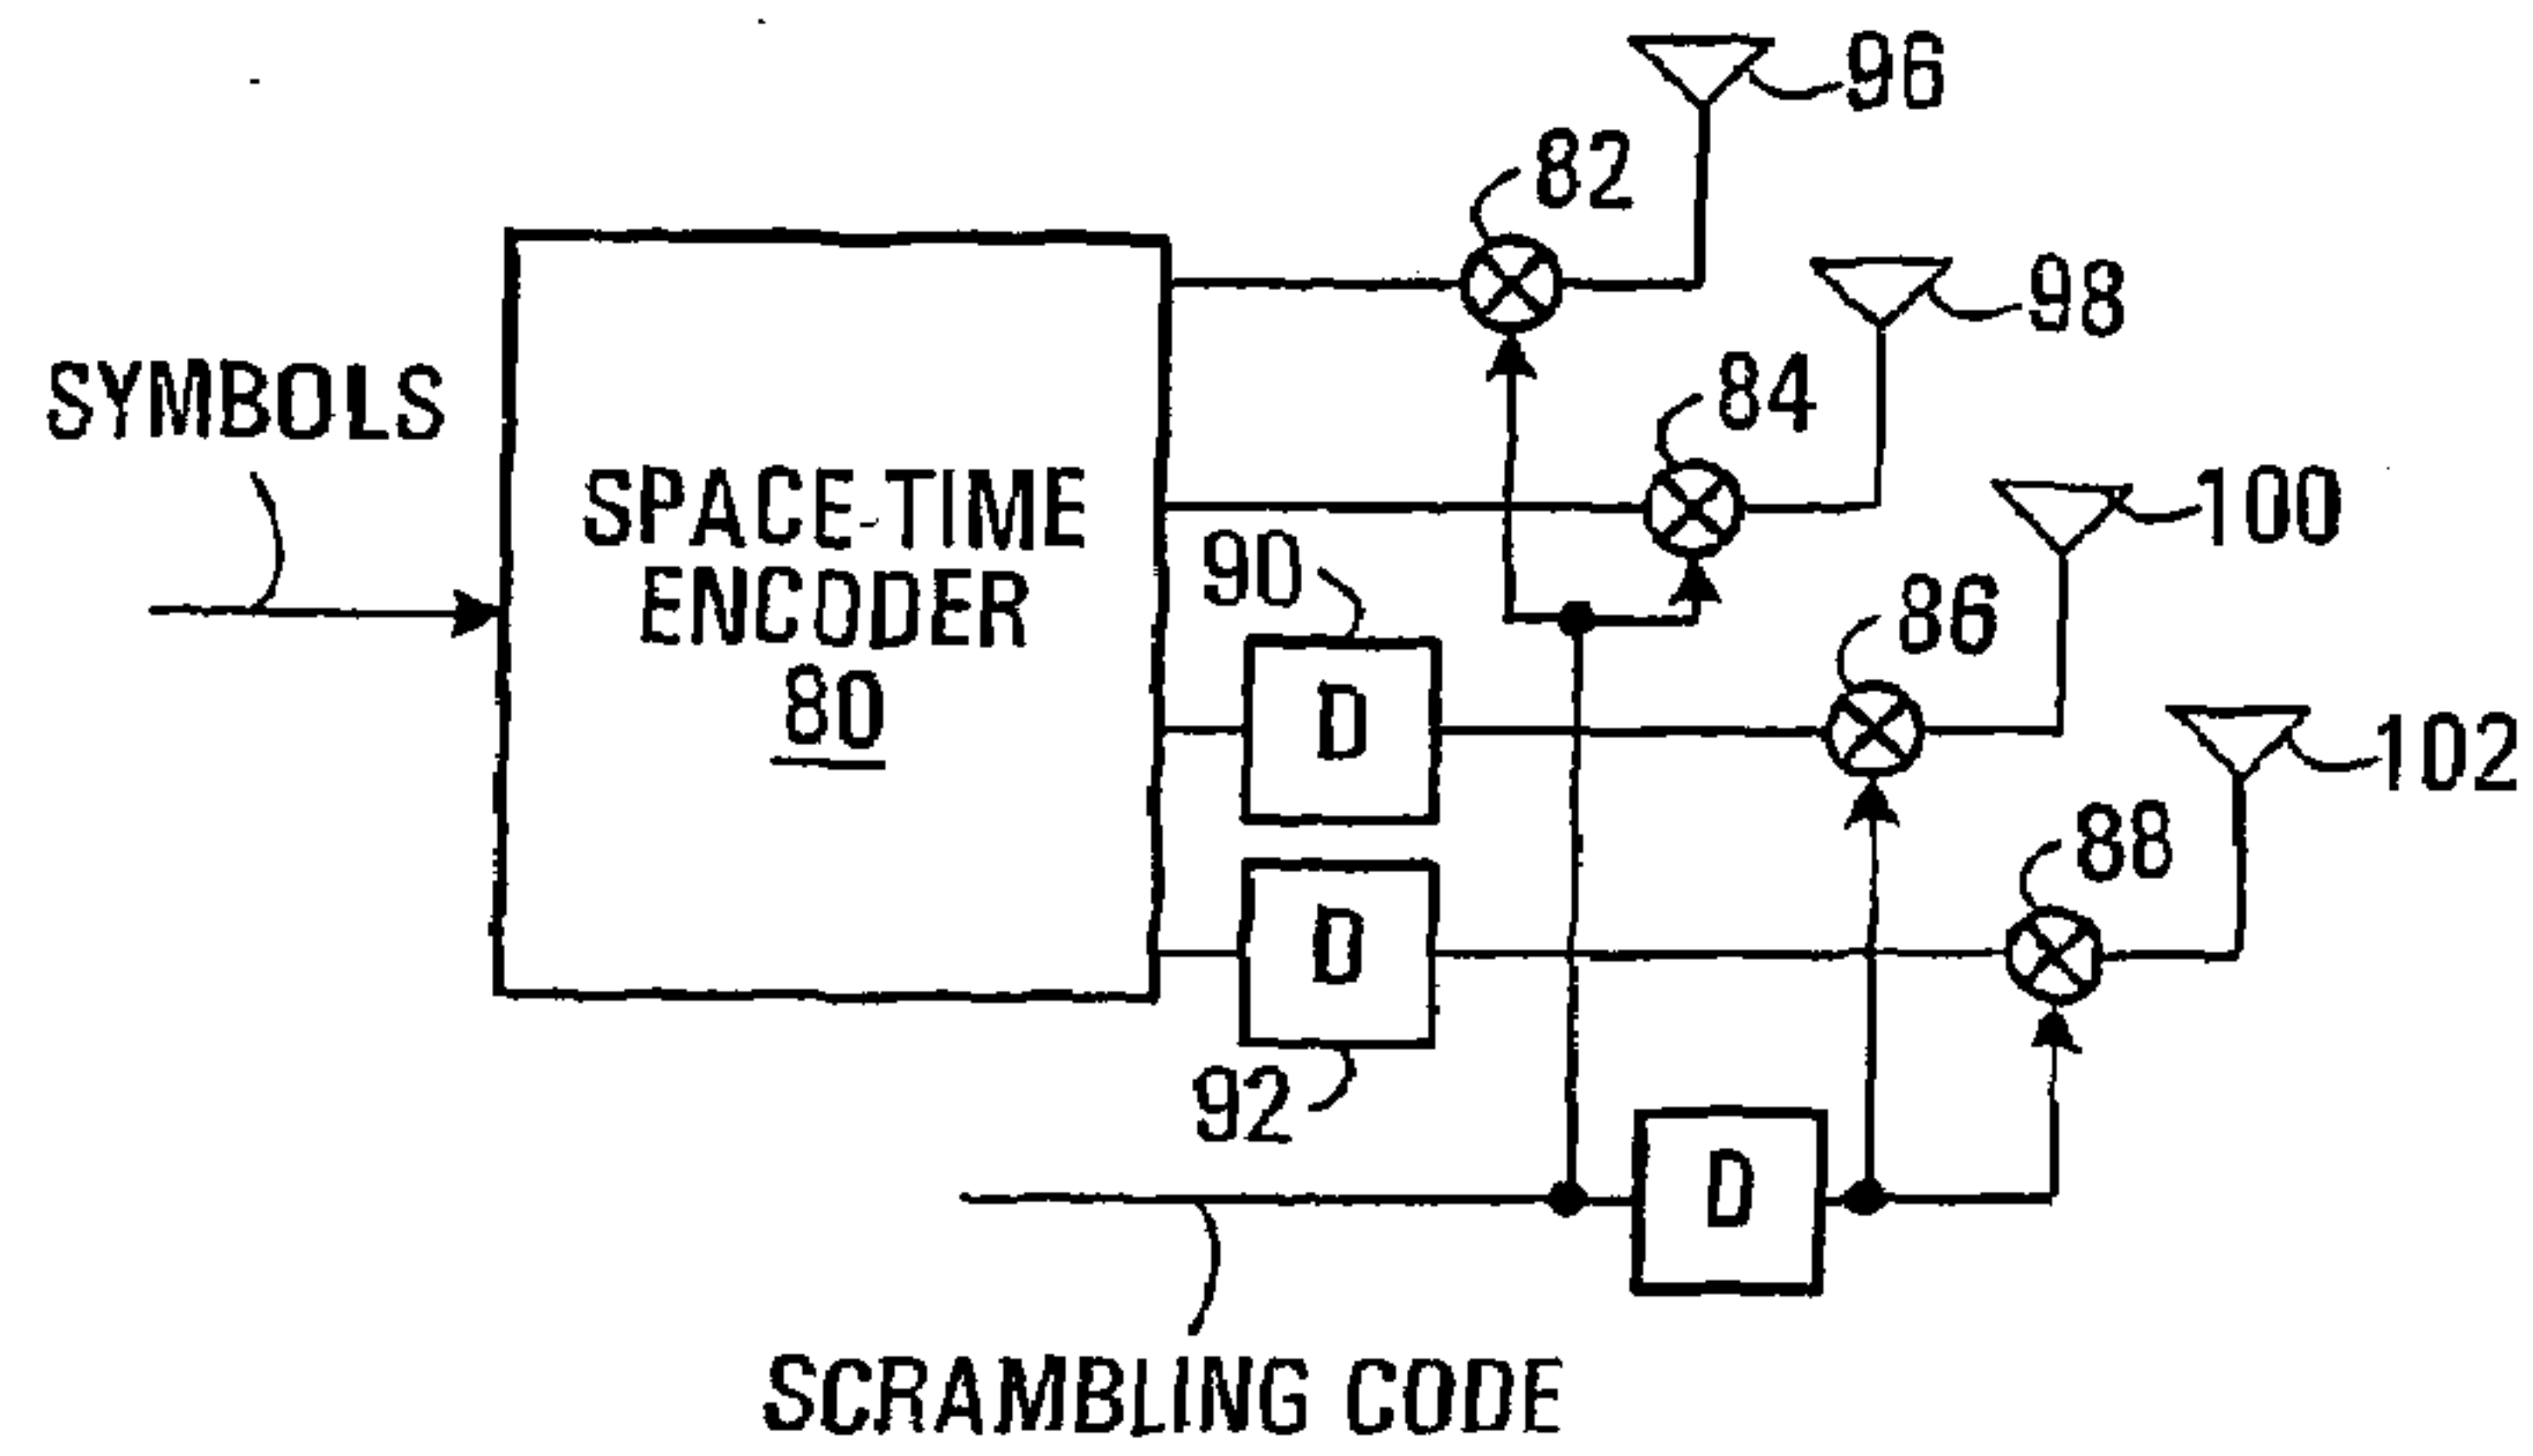 96
82
98
84
SYMBOLS
SPACE-TIME
ENCODER
80
90
100
86
D
102
88
D
92
D
SCRAMBLING CODE